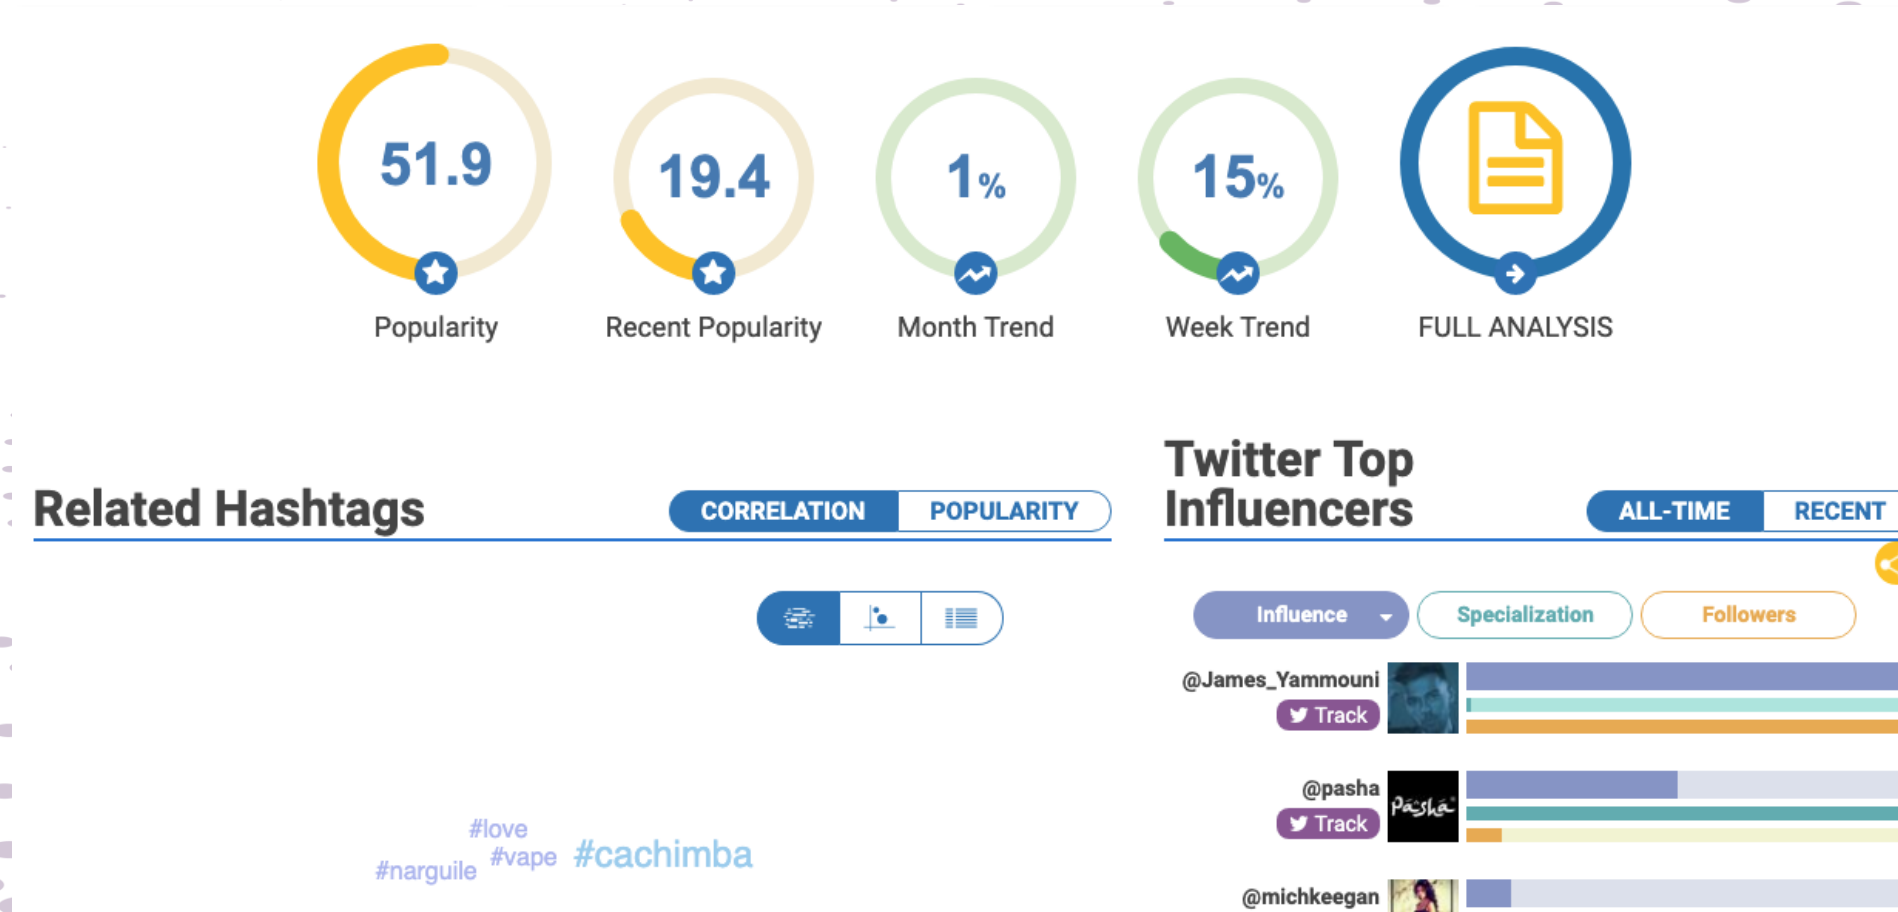 51.9
19.4
1%
15%
Popularity
Recent Popularity
Month Trend
Week Trend
FULL ANALYSIS
Related Hashtags
CORRELATION
POPULARITY
#love
#narguile
#vape
#cachimba
Twitter Top
Influencers
ALL-TIME
RECENT
Influence
Specialization
Followers
@James_Yammouni
Track
@pasha
Track
Pasha
@michkeegan